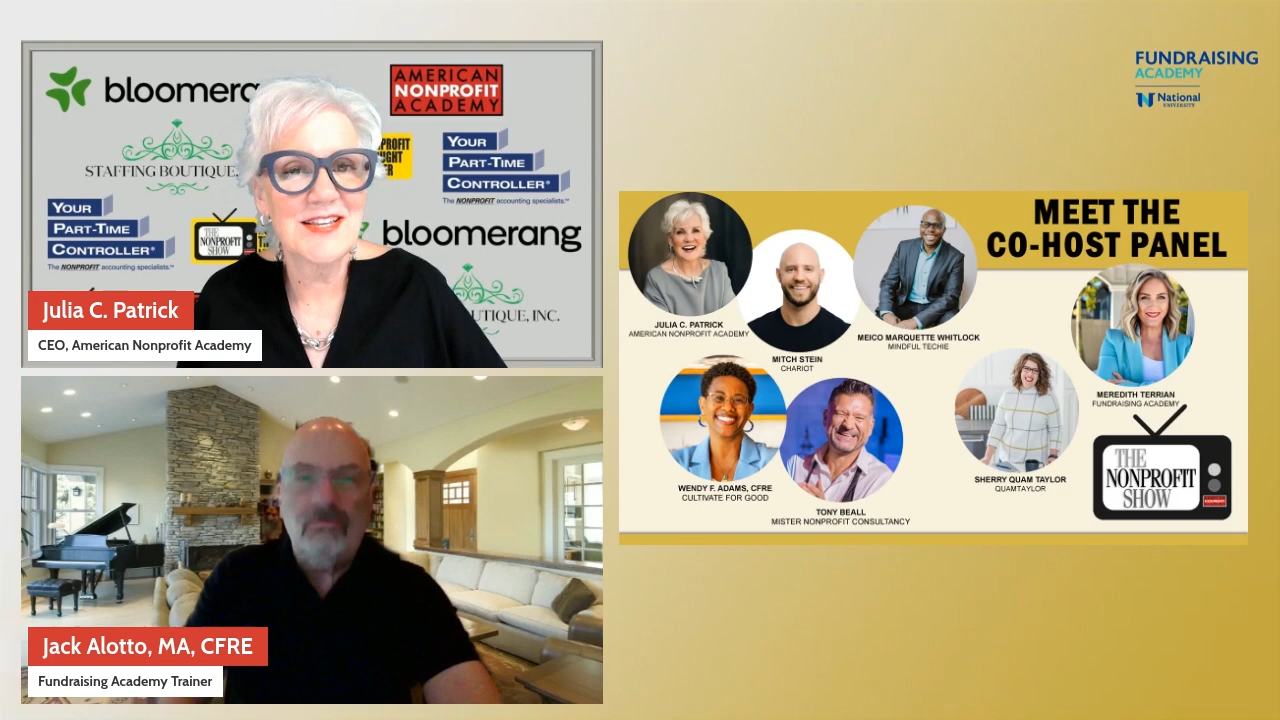 bloomerang
AMERICAN
NONPROFIT
ACADEMY
STAFFING BOUTIQUE,
YOUR
PART-TIME
CONTROLLER®
The NONPROFIT accounting specialists.™
YOUR
PART-TIME
CONTROLLER®
The NONPROFIT accounting specialists.™
THE
NONPROFIT
SHOW
bloomerang
UTIQUE, INC.
Julia C. Patrick
CEO, American Nonprofit Academy
Jack Alotto, MA, CFRE
Fundraising Academy Trainer
FUNDRAISING
ACADEMY
National
UNIVERSITY
MEET THE
CO-HOST PANEL
JULIA C. PATRICK
AMERICAN NONPROFIT ACADEMY
MITCH STEIN
CHARIOT
MEICO MARQUETTE WHITLOCK
MINDFUL TECHIE
MEREDITH TERRIAN
FUNDRAISING ACADEMY
WENDY F. ADAMS, CFRE
CULTIVATE FOR GOOD
TONY BEALL
MISTER NONPROFIT CONSULTANCY
SHERRY QUAM TAYLOR
QUAMTAYLOR
THE
NONPROFIT
SHOW